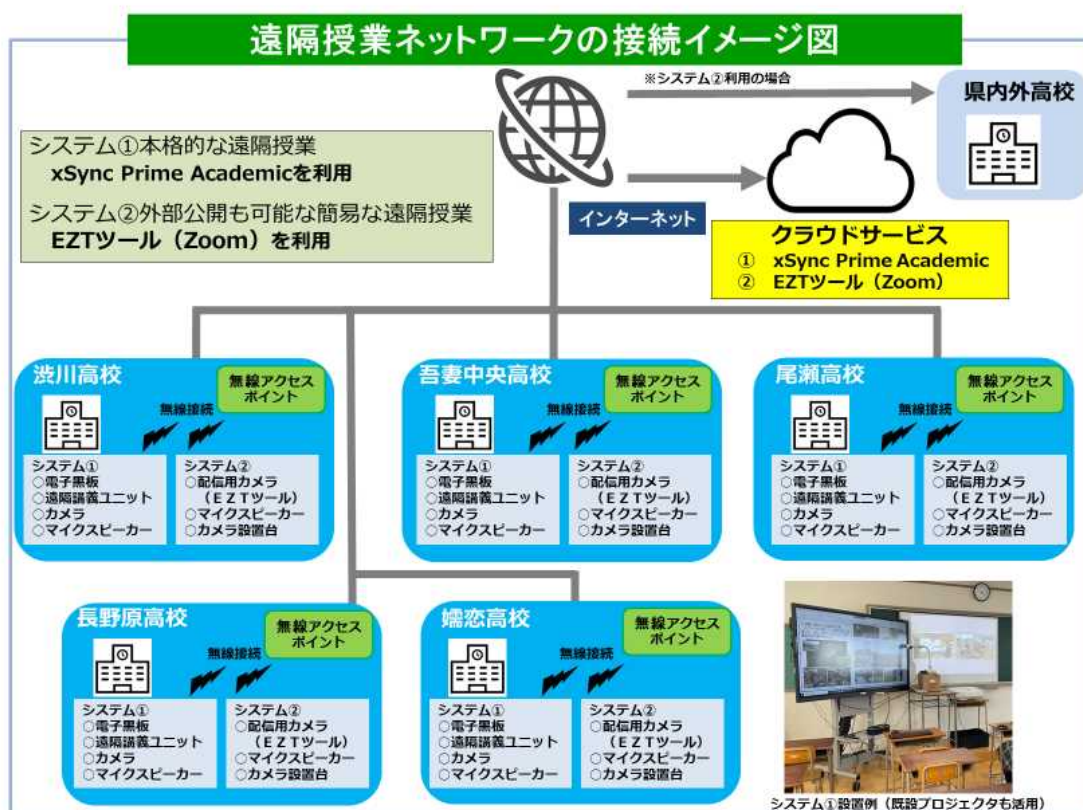 遠隔授業ネットワークの接続イメージ図
※システム②利用の場合
県内外高校
システム①本格的な遠隔授業
xSync Prime Academicを利用
システム②外部公開も可能な簡易な遠隔授業
EZTツール（Zoom）を利用
インターネット
クラウドサービス
① xSync Prime Academic
② EZTツール（Zoom）
渋川高校
無線アクセス
ポイント
無線接続
システム①
○電子黒板
○遠隔講義ユニット
○カメラ
○マイクスピーカー
システム②
○配信用カメラ
（ＥＺＴツール）
○マイクスピーカー
○カメラ設置台
吾妻中央高校
無線アクセス
ポイント
無線接続
システム①
○電子黒板
○遠隔講義ユニット
○カメラ
○マイクスピーカー
システム②
○配信用カメラ
（ＥＺＴツール）
○マイクスピーカー
○カメラ設置台
尾瀬高校
無線アクセス
ポイント
無線接続
システム①
○電子黒板
○遠隔講義ユニット
○カメラ
○マイクスピーカー
システム②
○配信用カメラ
（ＥＺＴツール）
○マイクスピーカー
○カメラ設置台
長野原高校
無線アクセス
ポイント
無線接続
システム①
○電子黒板
○遠隔講義ユニット
○カメラ
○マイクスピーカー
システム②
○配信用カメラ
（ＥＺＴツール）
○マイクスピーカー
○カメラ設置台
嬬恋高校
無線アクセス
ポイント
無線接続
システム①
○電子黒板
○遠隔講義ユニット
○カメラ
○マイクスピーカー
システム②
○配信用カメラ
（ＥＺＴツール）
○マイクスピーカー
○カメラ設置台
システム①設置例（既設プロジェクタも活用）